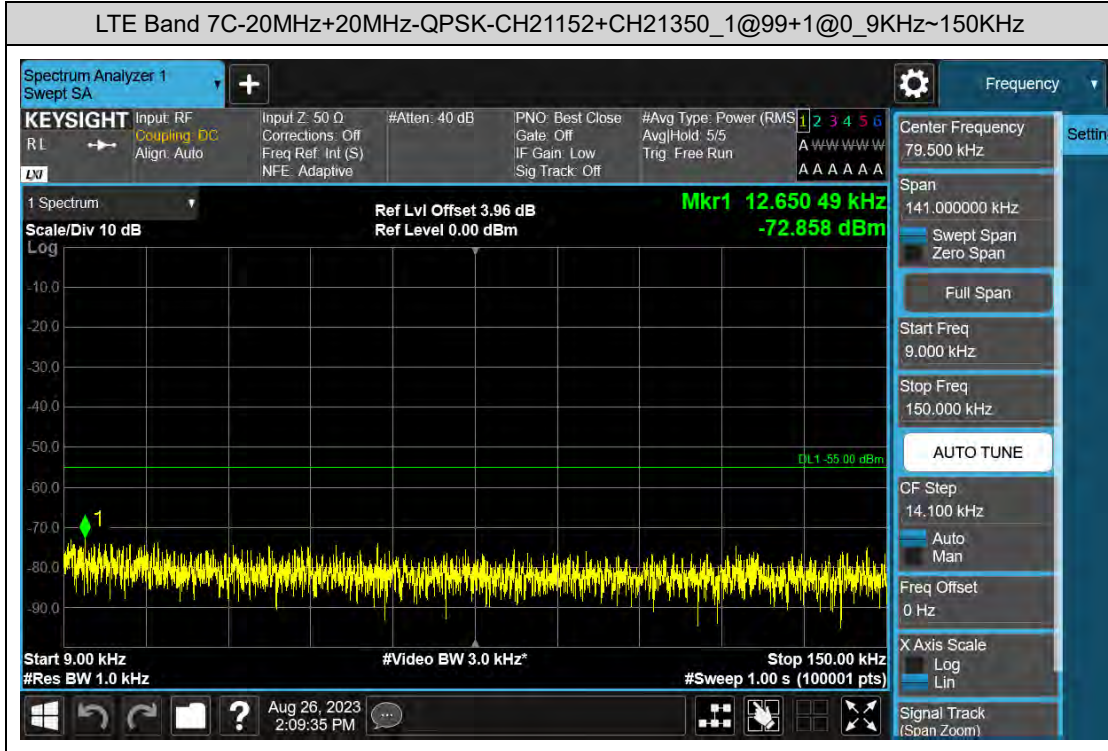 LTE Band 7C-20MHz+20MHz-QPSK-CH21152+CH21350_1@99+1@0_9KHz~150KHz
Spectrum Analyzer 1
Swept SA
+
Frequency
KEYSIGHT
RL
LXI
Input: RF
Coupling: DC
Align: Auto
Input Z: 50 Ω
Corrections: Off
Freq Ref: Int (S)
NFE: Adaptive
#Atten: 40 dB
PNO: Best Close
Gate: Off
IF Gain: Low
Sig Track: Off
#Avg Type: Power (RMS
Avg|Hold: 5/5
Trig: Free Run
1 2 3 4 5 6
A W W W W W
A A A A A A
1 Spectrum
Scale/Div 10 dB
Log
Ref Lvl Offset 3.96 dB
Ref Level 0.00 dBm
Mkr1 12.650 49 kHz
-72.858 dBm
-10.0
-20.0
-30.0
-40.0
-50.0
DL1 -55.00 dBm
-60.0
1
-70.0
-80.0
-90.0
Start 9.00 kHz
#Video BW 3.0 kHz*
Stop 150.00 kHz
#Res BW 1.0 kHz
#Sweep 1.00 s (100001 pts)
Center Frequency
79.500 kHz
Settin
Span
141.000000 kHz
Swept Span
Zero Span
Full Span
Start Freq
9.000 kHz
Stop Freq
150.000 kHz
AUTO TUNE
CF Step
14.100 kHz
Auto
Man
Freq Offset
0 Hz
X Axis Scale
Log
Lin
Signal Track
(Span Zoom)
?
Aug 26, 2023
2:09:35 PM